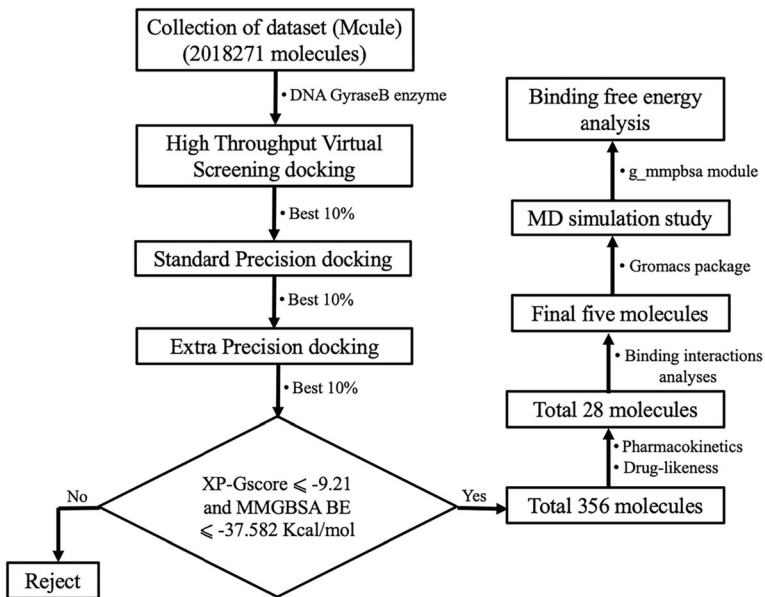 Collection of dataset (Mcule)
(2018271 molecules)
• DNA GyraseB enzyme
High Throughput Virtual
Screening docking
• Best 10%
Standard Precision docking
• Best 10%
Extra Precision docking
• Best 10%
XP-Gscore ⩽ -9.21
and MMGBSA BE
⩽ -37.582 Kcal/mol
No
Reject
Yes
Total 356 molecules
• Pharmacokinetics
• Drug-likeness
Total 28 molecules
• Binding interactions
analyses
Final five molecules
• Gromacs package
MD simulation study
• g_mmpbsa module
Binding free energy
analysis